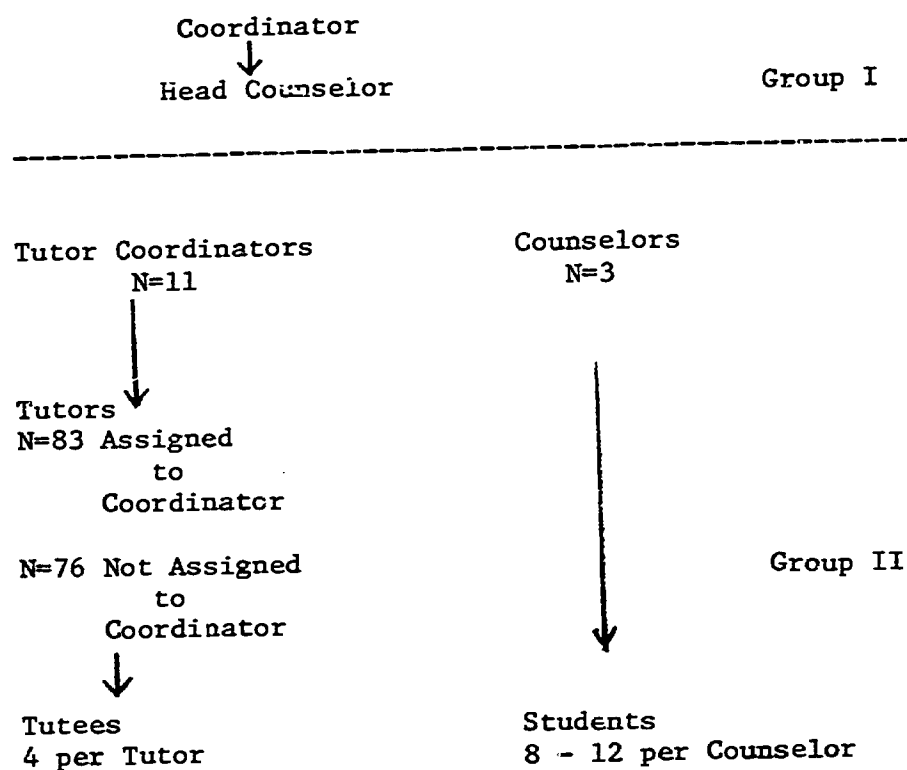 Coordinator
Head Counselor
Group I
Tutor Coordinators
N=11
Counselors
N=3
Tutors
N=83 Assigned
to
Coordinator
N=76 Not Assigned
to
Coordinator
Group II
Tutees
4 per Tutor
Students
8 - 12 per Counselor